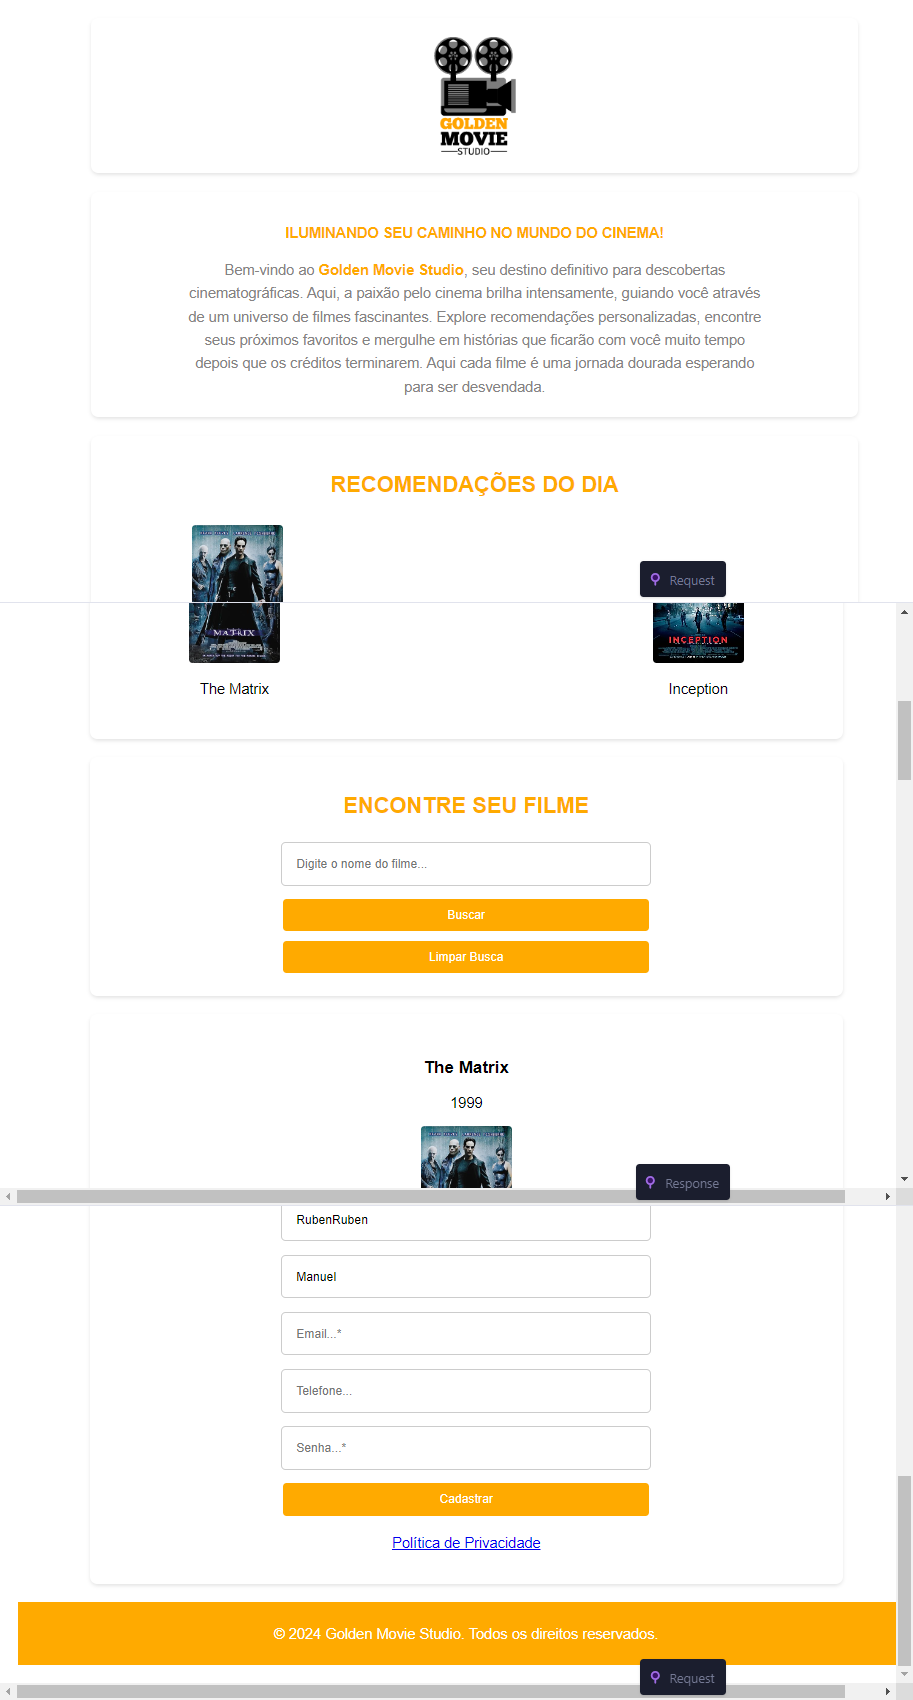 GOLDEN
MOVIE
STUDIO
ILUMINANDO SEU CAMINHO NO MUNDO DO CINEMA!
Bem-vindo ao Golden Movie Studio, seu destino definitivo para descobertas
cinematográficas. Aqui, a paixão pelo cinema brilha intensamente, guiando você através
de um universo de filmes fascinantes. Explore recomendações personalizadas, encontre
seus próximos favoritos e mergulhe em histórias que ficarão com você muito tempo
depois que os créditos terminarem. Aqui cada filme é uma jornada dourada esperando
para ser desvendada.
RECOMENDAÇÕES DO DIA
Request
MATRIX
INCEPTION
The Matrix
Inception
ENCONTRE SEU FILME
Digite o nome do filme...
Buscar
Limpar Busca
The Matrix
1999
Response
RubenRuben
Manuel
Email...*
Telefone...
Senha...*
Cadastrar
Política de Privacidade
© 2024 Golden Movie Studio. Todos os direitos reservados.
Request